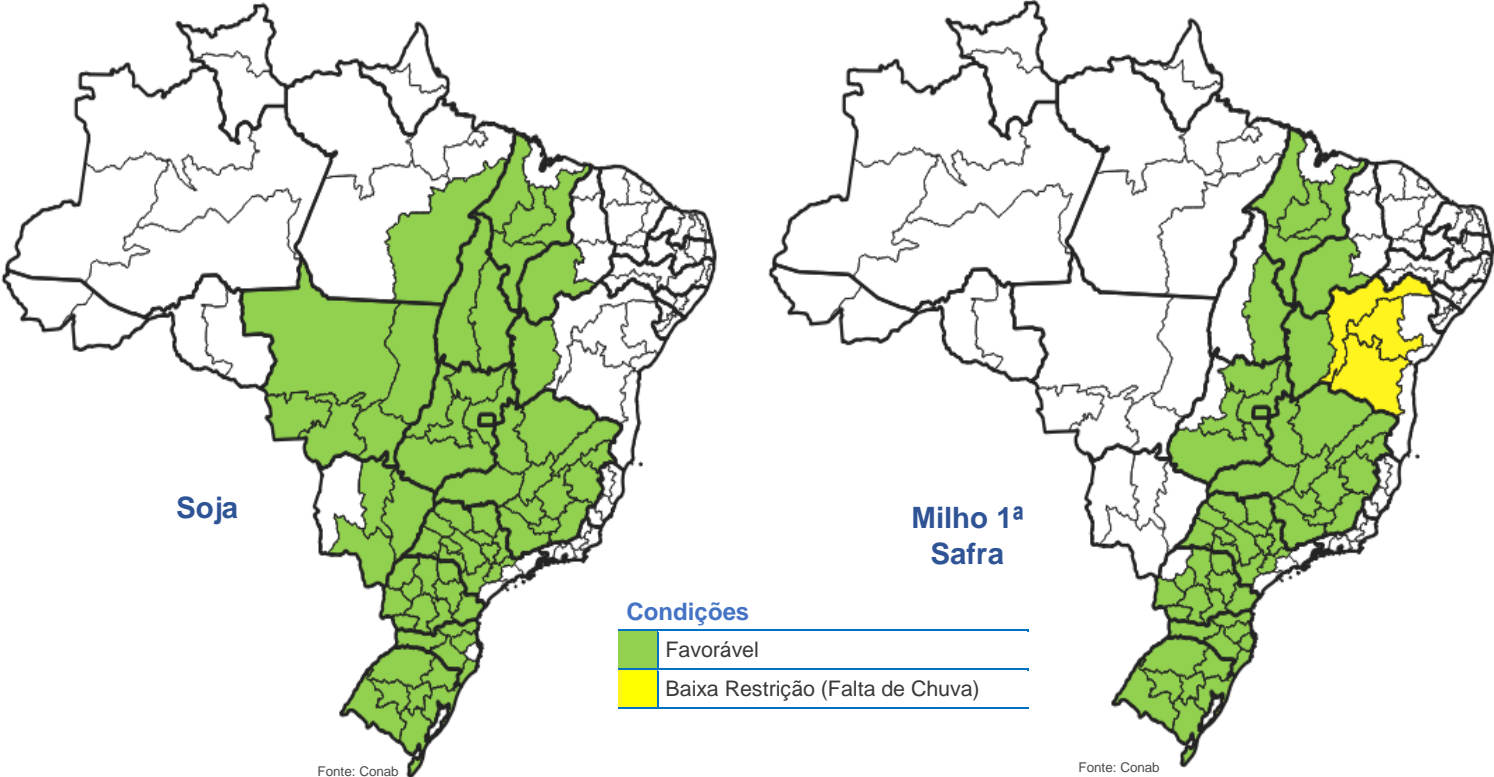 Soja
Milho 1ª
Safra
Condições
Favorável
Baixa Restrição (Falta de Chuva)
Fonte: Conab
Fonte: Conab